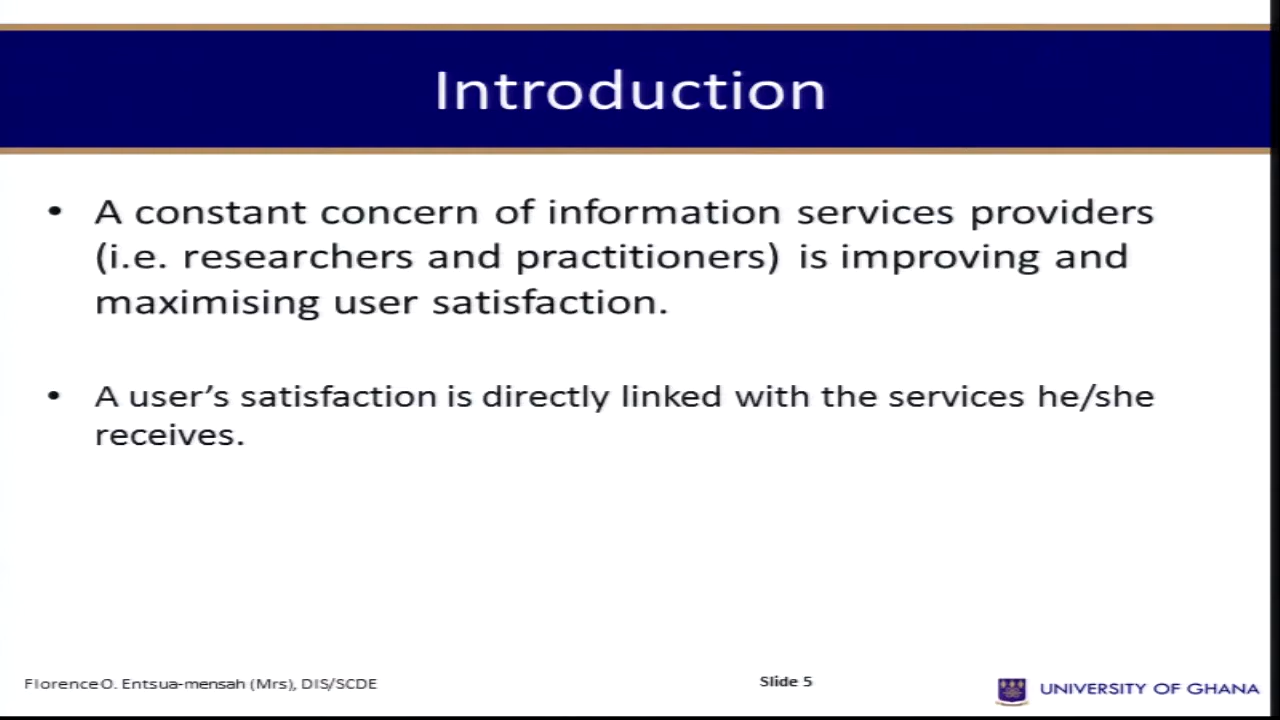 Introduction
• A constant concern of information services providers
(i.e. researchers and practitioners) is improving and
maximising user satisfaction.
• A user’s satisfaction is directly linked with the services he/she
receives.
Florence O. Entsua-mensah (Mrs), DIS/SCDE
Slide 5
UNIVERSITY OF GHANA